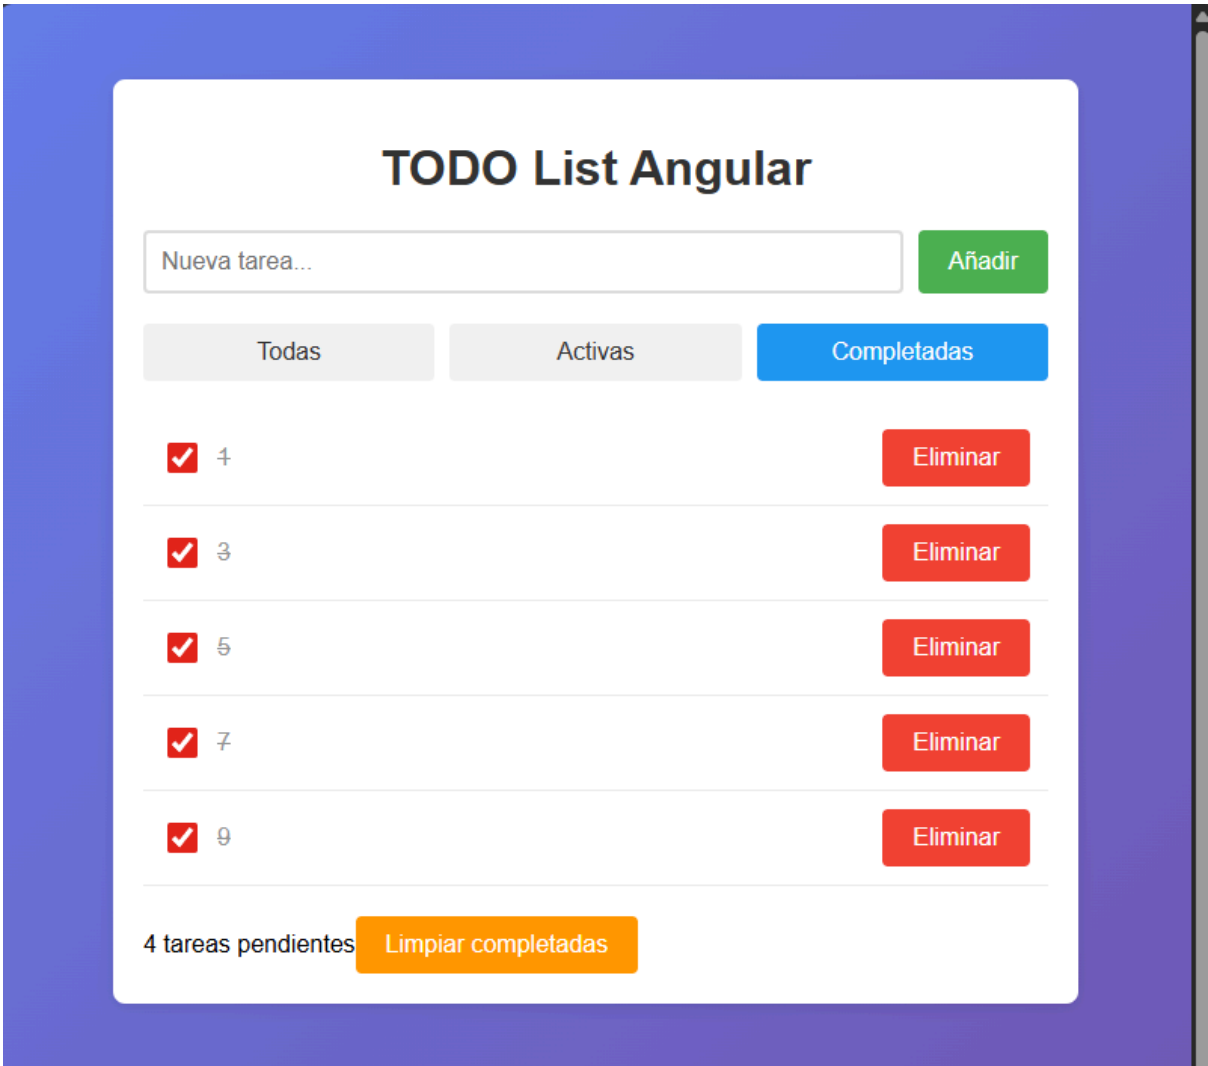 TODO List Angular
Nueva tarea...
Añadir
Todas
Activas
Completadas
1
Eliminar
3
Eliminar
5
Eliminar
7
Eliminar
9
Eliminar
4 tareas pendientes
Limpiar completadas